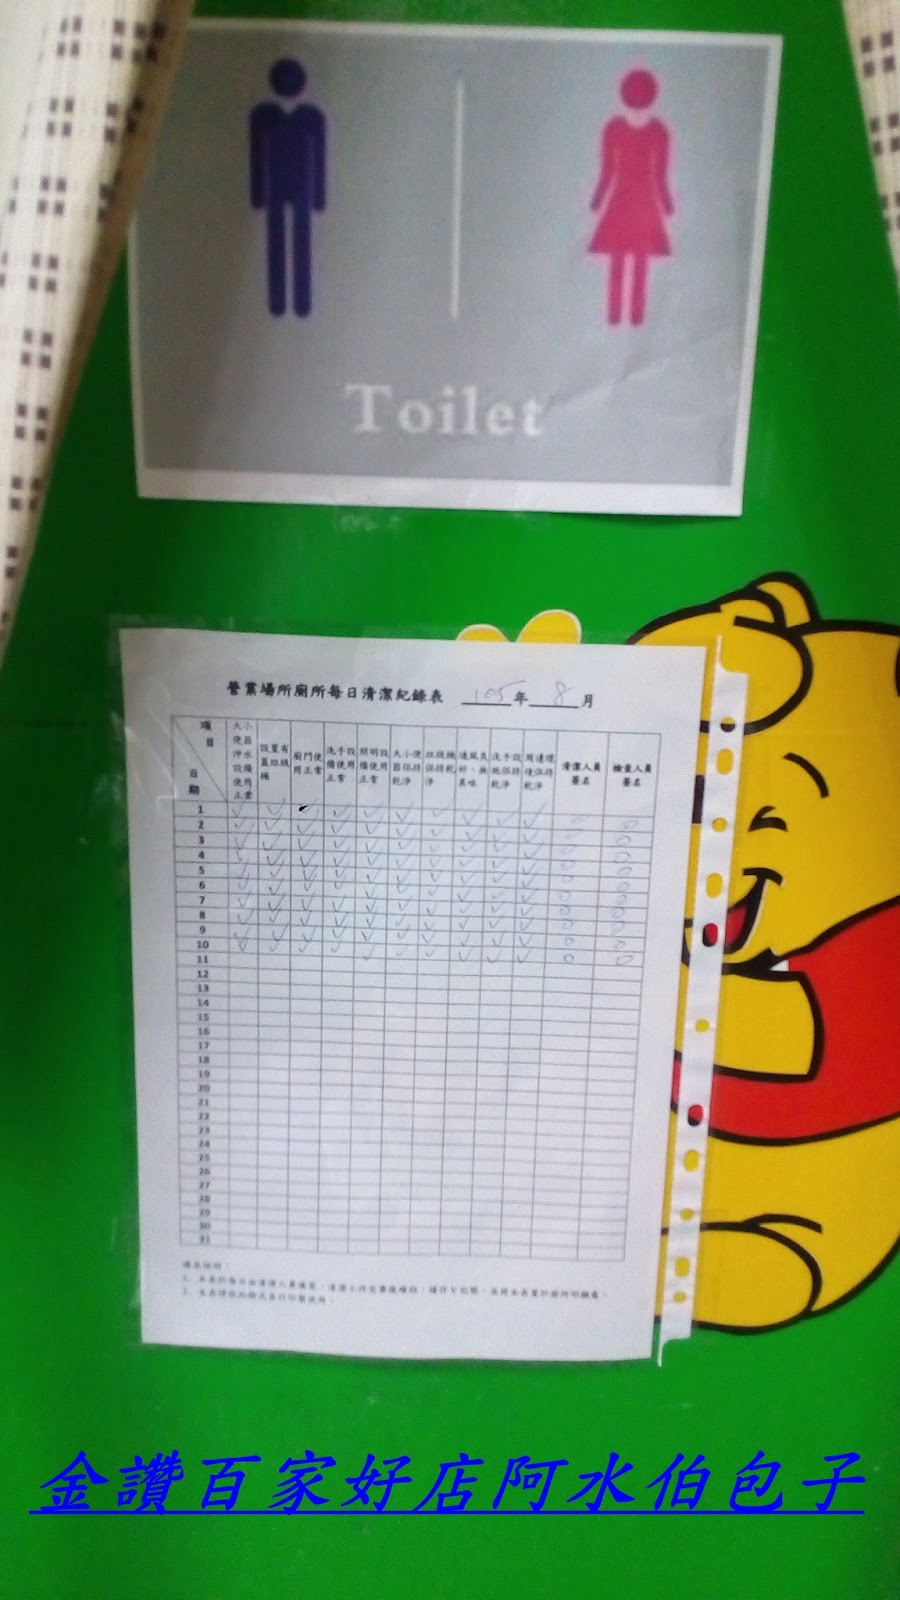 Toilet
營業場所廁所每日清潔紀錄表 105年 8月
項目
日期
大小便器沖水設備使用正常
設置有蓋垃圾桶
廁門使用正常
洗手設備使用正常
照明設備使用正常
大小便器保持乾淨
垃圾桶保持乾淨
通風良好、無臭味
洗手設施保持乾淨
周邊環境保持乾淨
清潔人員簽名
檢查人員簽名
1
2
3
4
5
6
7
8
9
10
11
12
13
14
15
16
17
18
19
20
21
22
23
24
25
26
27
28
29
30
31
金讚百家好店阿水伯包子